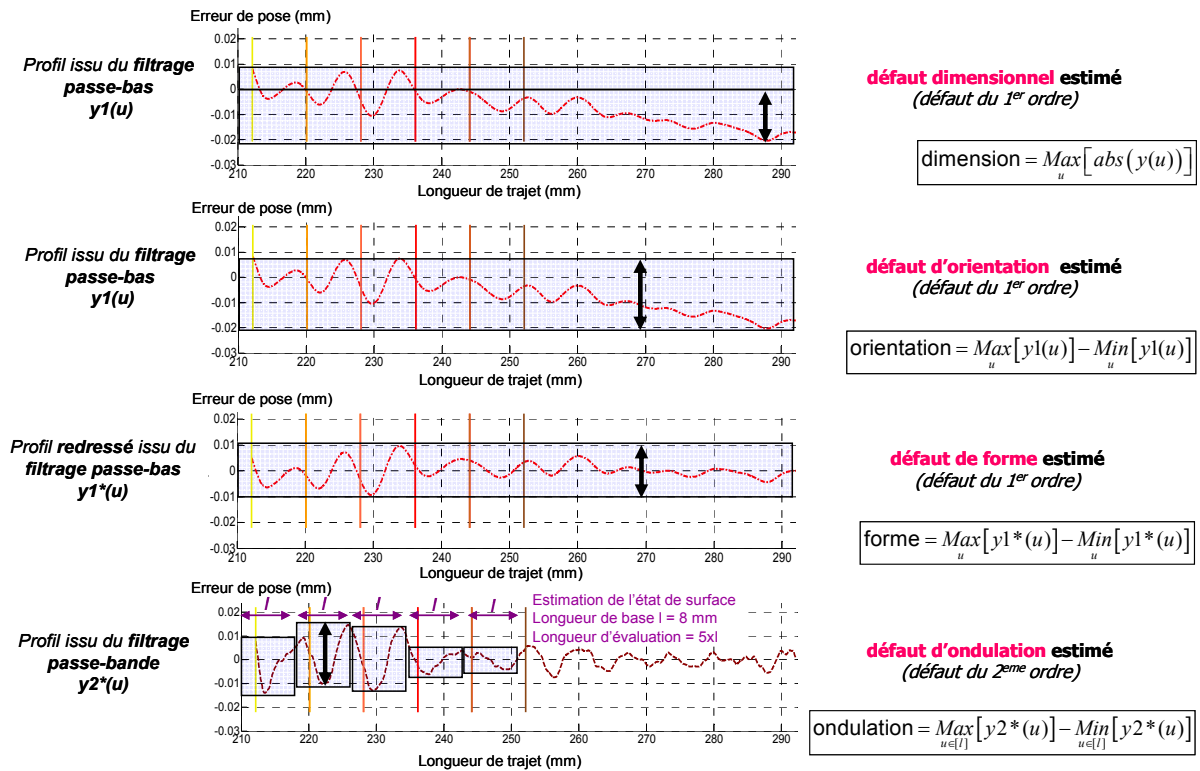 Erreur de pose (mm)
Profil issu du filtrage
passe-bas
y1(u)
0.02
0.01
0
-0.01
-0.02
-0.03
210 220 230 240 250 260 270 280 290
Longueur de trajet (mm)
défaut dimensionnel estimé
(défaut du 1er ordre)
dimension = Max[abs(y(u))]
u
Erreur de pose (mm)
Profil issu du filtrage
passe-bas
y1(u)
0.02
0.01
0
-0.01
-0.02
-0.03
210 220 230 240 250 260 270 280 290
Longueur de trajet (mm)
défaut d'orientation estimé
(défaut du 1er ordre)
orientation = Max[y1(u)] − Min[y1(u)]
u u
Erreur de pose (mm)
Profil redressé issu du
filtrage passe-bas
y1*(u)
0.02
0.01
0
-0.01
-0.03
210 220 230 240 250 260 270 280 290
Longueur de trajet (mm)
défaut de forme estimé
(défaut du 1er ordre)
forme = Max[y1*(u)] − Min[y1*(u)]
u u
Erreur de pose (mm)
l l l l l
Estimation de l'état de surface
Longueur de base l = 8 mm
Longueur d'évaluation = 5xl
Profil issu du filtrage
passe-bande
y2*(u)
0.02
0.01
0
-0.01
-0.02
-0.03
210 220 230 240 250 260 270 280 290
Longueur de trajet (mm)
défaut d'ondulation estimé
(défaut du 2eme ordre)
ondulation = Max[y2*(u)] − Min[y2*(u)]
u∈[l] u∈[l]